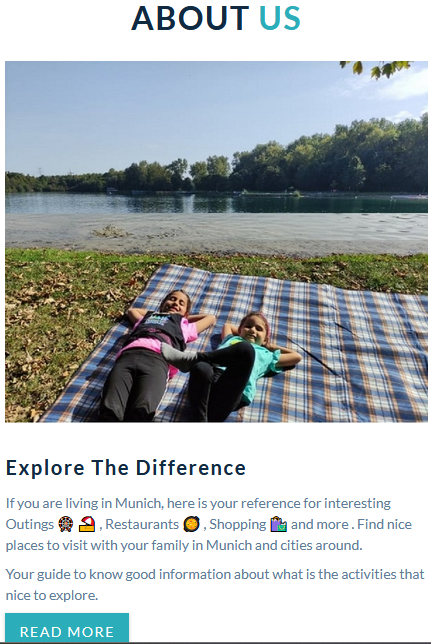 ABOUT US
Explore The Difference
If you are living in Munich, here is your reference for interesting
Outings 🎡 🏖 , Restaurants 🥘 , Shopping 🛍 and more . Find nice
places to visit with your family in Munich and cities around.
Your guide to know good information about what is the activities that
nice to explore.
READ MORE